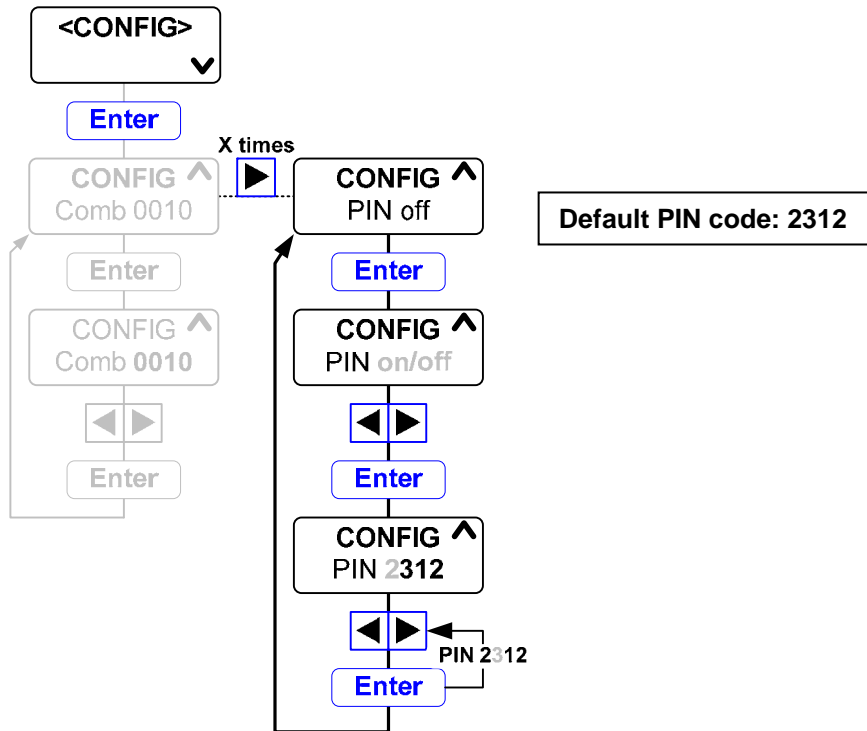 <CONFIG>
Enter
X times
CONFIG
Comb 0010
CONFIG
PIN off
Default PIN code: 2312
Enter
Enter
CONFIG
Comb 0010
CONFIG
PIN on/off
Enter
Enter
CONFIG
PIN 2312
PIN 2312
Enter